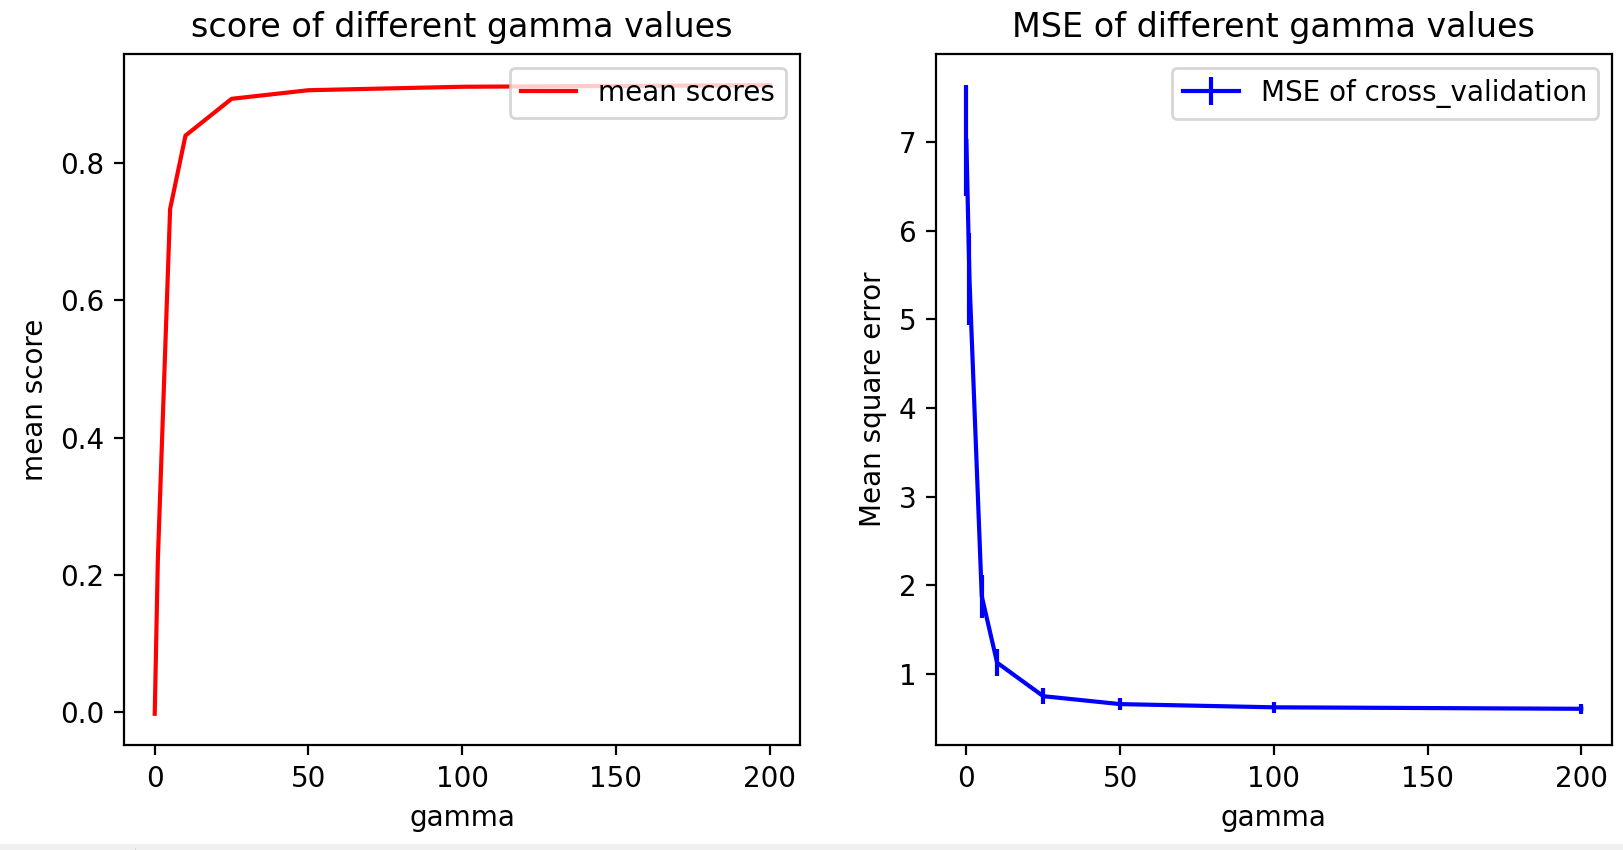 score of different gamma values
mean scores
mean score
0.8
0.6
0.4
0.2
0.0
0 50 100 150 200
gamma
MSE of different gamma values
MSE of cross_validation
Mean square error
7
6
5
4
3
2
1
0 50 100 150 200
gamma